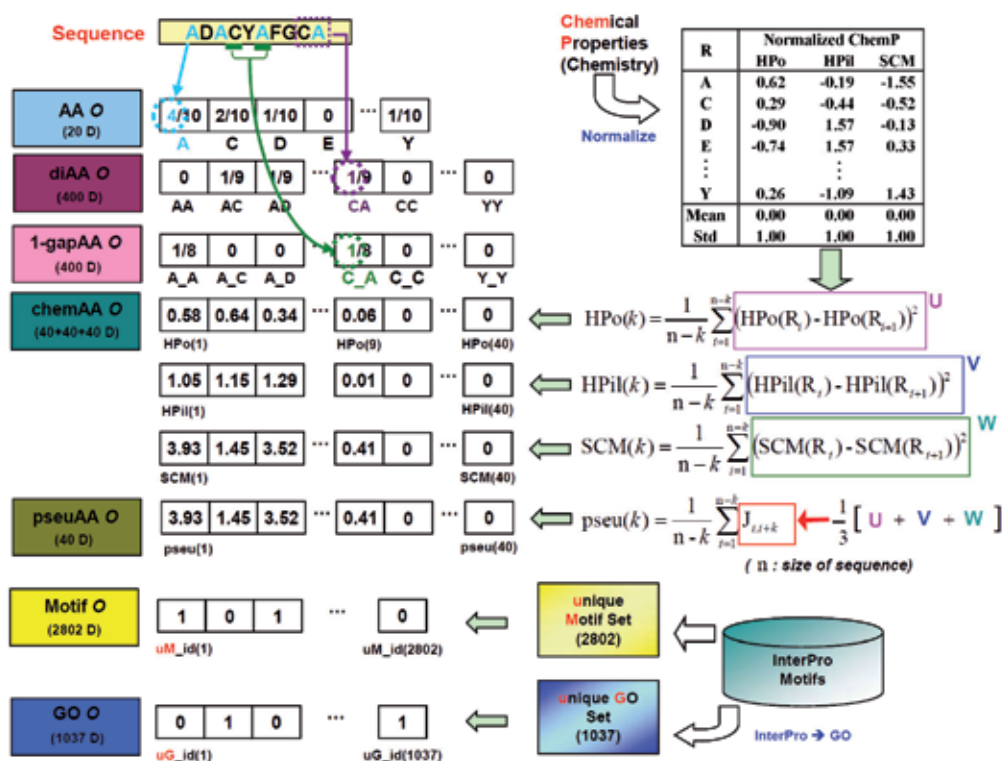 Sequence
ADACYAFGCA
AA O
(20 D)
4/10 2/10 1/10 0 ... 1/10
A C D E Y
diAA O
(400 D)
0 1/9 1/9 ... 1/9 0 ... 0
AA AC AD CA CC YY
1-gapAA O
(400 D)
1/8 0 0 1/8 0 0
A_A A_C A_D C_A C_C Y_Y
chemAA O
(40+40+40 D)
0.58 0.64 0.34 ... 0.06 0 ... 0
HPo(1) HPo(9) HPo(40)
1.05 1.15 1.29 ... 0.01 0 ... 0
HPil(1) HPil(40)
3.93 1.45 3.52 ... 0.41 0 ... 0
SCM(1) SCM(40)
pseuAA O
(40 D)
3.93 1.45 3.52 ... 0.41 0 ... 0
pseu(1) pseu(40)
Motif O
(2802 D)
1 0 1 ... 0
uM_id(1) uM_id(2802)
GO O
(1037 D)
0 1 0 ... 1
uG_id(1) uG_id(1037)
Chemical
Properties
(Chemistry)
Normalize
R Normalized ChemP
HPo HPil SCM
A 0.62 -0.19 -1.55
C 0.29 -0.44 -0.52
D -0.90 1.57 -0.13
E -0.74 1.57 0.33
⋮ ⋮
Y 0.26 -1.09 1.43
Mean 0.00 0.00 0.00
Std 1.00 1.00 1.00
HPo(k) = 1/(n-k) ∑_{t=1}^{n-k} (HPo(R_t) - HPo(R_{t+1}))² U
HPil(k) = 1/(n-k) ∑_{t=1}^{n-k} (HPil(R_t) - HPil(R_{t+1}))² V
SCM(k) = 1/(n-k) ∑_{t=1}^{n-k} (SCM(R_t) - SCM(R_{t+1}))² W
pseu(k) = 1/(n-k) ∑_{t=1}^{n-k} J_{t,t+k} 1/3 [ U + V + W ]
( n : size of sequence)
unique
Motif Set
(2802)
unique GO
Set
(1037)
InterPro
Motifs
InterPro → GO